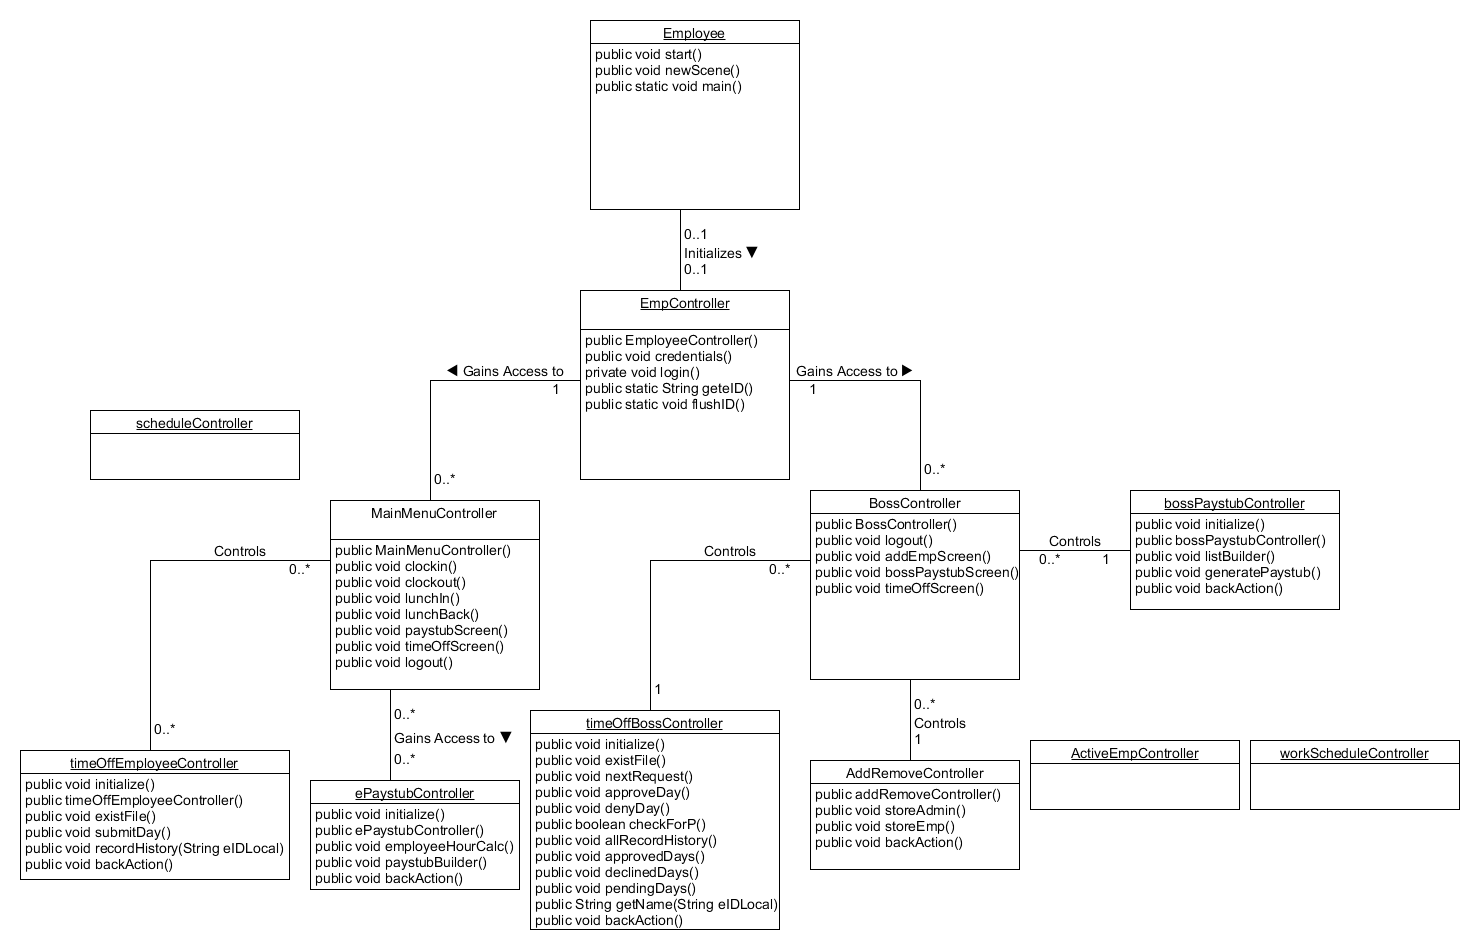 Employee
public void start()
public void newScene()
public static void main()
0..1
Initializes ▼
0..1
EmpController
public EmployeeController()
public void credentials()
private void login()
public static String geteID()
public static void flushID()
◀ Gains Access to
1
Gains Access to ▶
1
scheduleController
0..*
0..*
MainMenuController
public MainMenuController()
public void clockin()
public void clockout()
public void lunchIn()
public void lunchBack()
public void paystubScreen()
public void timeOffScreen()
public void logout()
BossController
public BossController()
public void logout()
public void addEmpScreen()
public void bossPaystubScreen()
public void timeOffScreen()
bossPaystubController
public void initialize()
public bossPaystubController()
public void listBuilder()
public void generatePaystub()
public void backAction()
Controls
0..*
1
Controls
0..*
Controls
0..*
0..*
1
0..*
Gains Access to ▼
0..*
0..*
Controls
1
timeOffEmployeeController
public void initialize()
public timeOffEmployeeController()
public void existFile()
public void submitDay()
public void recordHistory(String eIDLocal)
public void backAction()
ePaystubController
public void initialize()
public ePaystubController()
public void employeeHourCalc()
public void paystubBuilder()
public void backAction()
timeOffBossController
public void initialize()
public void existFile()
public void nextRequest()
public void approveDay()
public void denyDay()
public boolean checkForP()
public void allRecordHistory()
public void approvedDays()
public void declinedDays()
public void pendingDays()
public String getName(String eIDLocal)
public void backAction()
AddRemoveController
public addRemoveController()
public void storeAdmin()
public void storeEmp()
public void backAction()
ActiveEmpController
workScheduleController